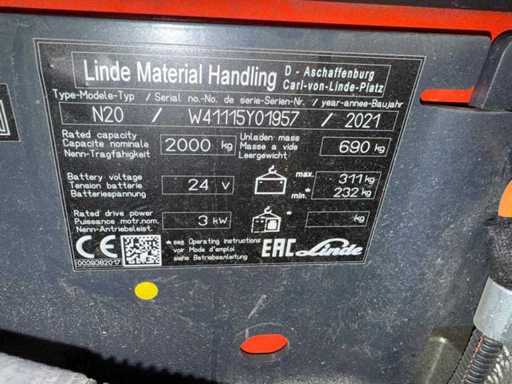 Linde Material Handling D - Aschaffenburg
Carl-von-Linde-Platz
Type-Modele-Typ / Serial no.-No. de serie-Serien-Nr. / year-annee-Baujahr
N20 / W41115Y01957 / 2021
Rated capacity
Capacite nominale 2000 kg
Nenn-Tragfähigkeit
Unladen mass
Masse a vide 690 kg
Leergewicht
Battery voltage
Tension batterie 24 V
Batteriespannung
max. 311 kg
min.* 232 kg
Rated drive power
Puissance motr.nom. 3 kW
Nenn-Antriebsleist.
* kg
CE
* see Operating instructions
voir Mode d'emploi
siehe Betriebsanleitung
EAC Linde